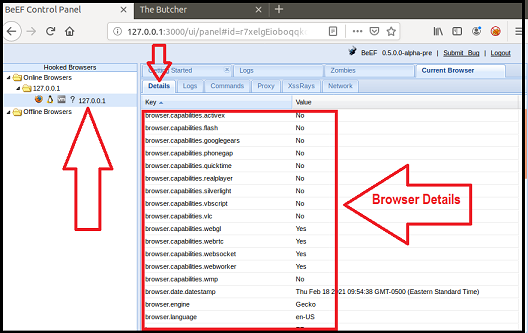 BeEF Control Panel
The Butcher
127.0.0.1:3000/ui/panel#id=r7xelgEioboqqk
BeEF 0.5.0.0-alpha-pre | Submit Bug | Logout
Hooked Browsers
Online Browsers
127.0.0.1
? 127.0.0.1
Offline Browsers
Getting Started
Logs
Zombies
Current Browser
Details
Logs
Commands
Proxy
XssRays
Network
Key
Value
browser.capabilities.activex No
browser.capabilities.flash No
browser.capabilities.googlegears No
browser.capabilities.phonegap No
browser.capabilities.quicktime No
browser.capabilities.realplayer No
browser.capabilities.silverlight No
browser.capabilities.vbscript No
browser.capabilities.vlc No
browser.capabilities.webgl Yes
browser.capabilities.webrtc Yes
browser.capabilities.websocket Yes
browser.capabilities.webworker Yes
browser.capabilities.wmp No
browser.date.datestamp Thu Feb 18 2021 09:54:38 GMT-0500 (Eastern Standard Time)
browser.engine Gecko
browser.language en-US
Browser Details